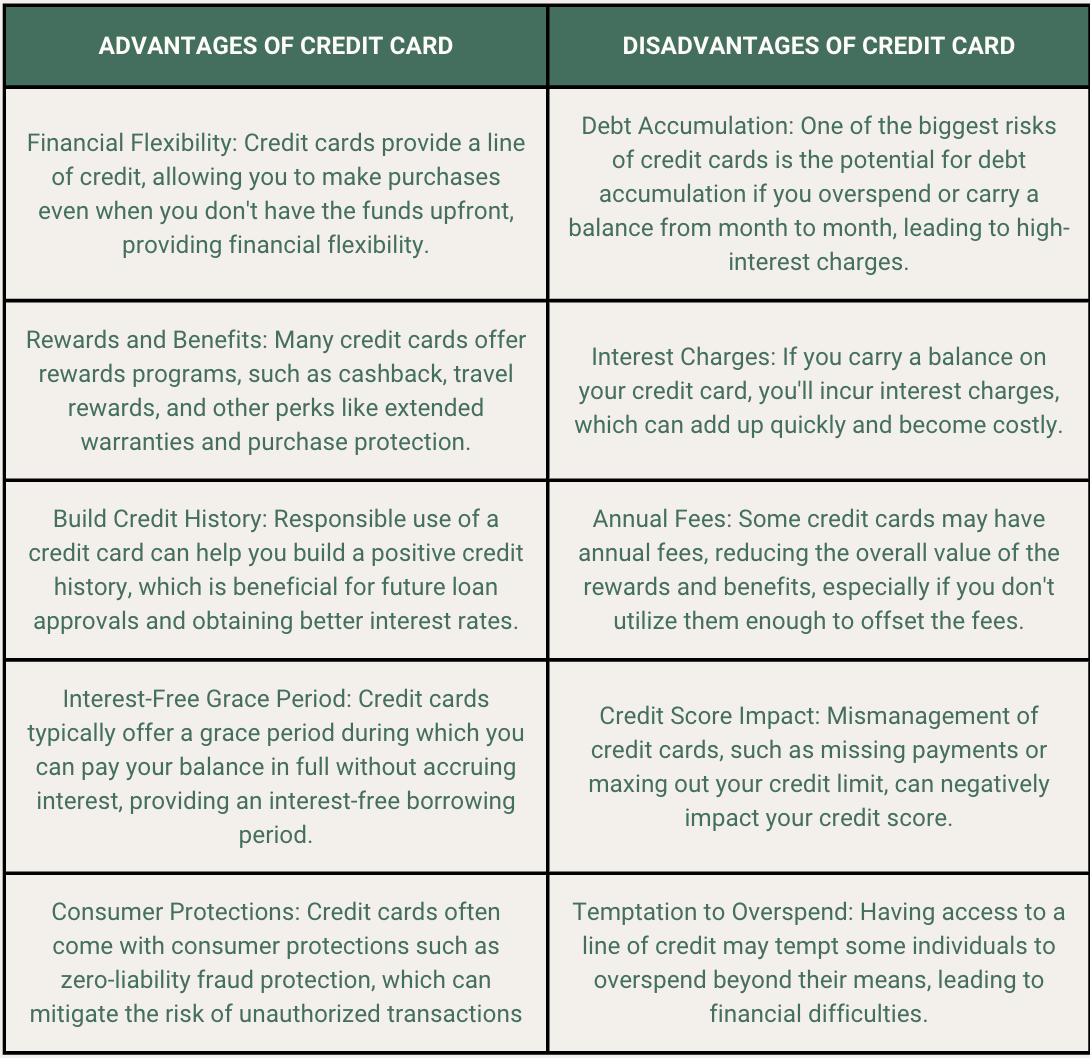 ADVANTAGES OF CREDIT CARD
DISADVANTAGES OF CREDIT CARD
Financial Flexibility: Credit cards provide a line
of credit, allowing you to make purchases
even when you don't have the funds upfront,
providing financial flexibility.
Debt Accumulation: One of the biggest risks
of credit cards is the potential for debt
accumulation if you overspend or carry a
balance from month to month, leading to high-
interest charges.
Rewards and Benefits: Many credit cards offer
rewards programs, such as cashback, travel
rewards, and other perks like extended
warranties and purchase protection.
Interest Charges: If you carry a balance on
your credit card, you'll incur interest charges,
which can add up quickly and become costly.
Build Credit History: Responsible use of a
credit card can help you build a positive credit
history, which is beneficial for future loan
approvals and obtaining better interest rates.
Annual Fees: Some credit cards may have
annual fees, reducing the overall value of the
rewards and benefits, especially if you don't
utilize them enough to offset the fees.
Interest-Free Grace Period: Credit cards
typically offer a grace period during which you
can pay your balance in full without accruing
interest, providing an interest-free borrowing
period.
Credit Score Impact: Mismanagement of
credit cards, such as missing payments or
maxing out your credit limit, can negatively
impact your credit score.
Consumer Protections: Credit cards often
come with consumer protections such as
zero-liability fraud protection, which can
mitigate the risk of unauthorized transactions
Temptation to Overspend: Having access to a
line of credit may tempt some individuals to
overspend beyond their means, leading to
financial difficulties.